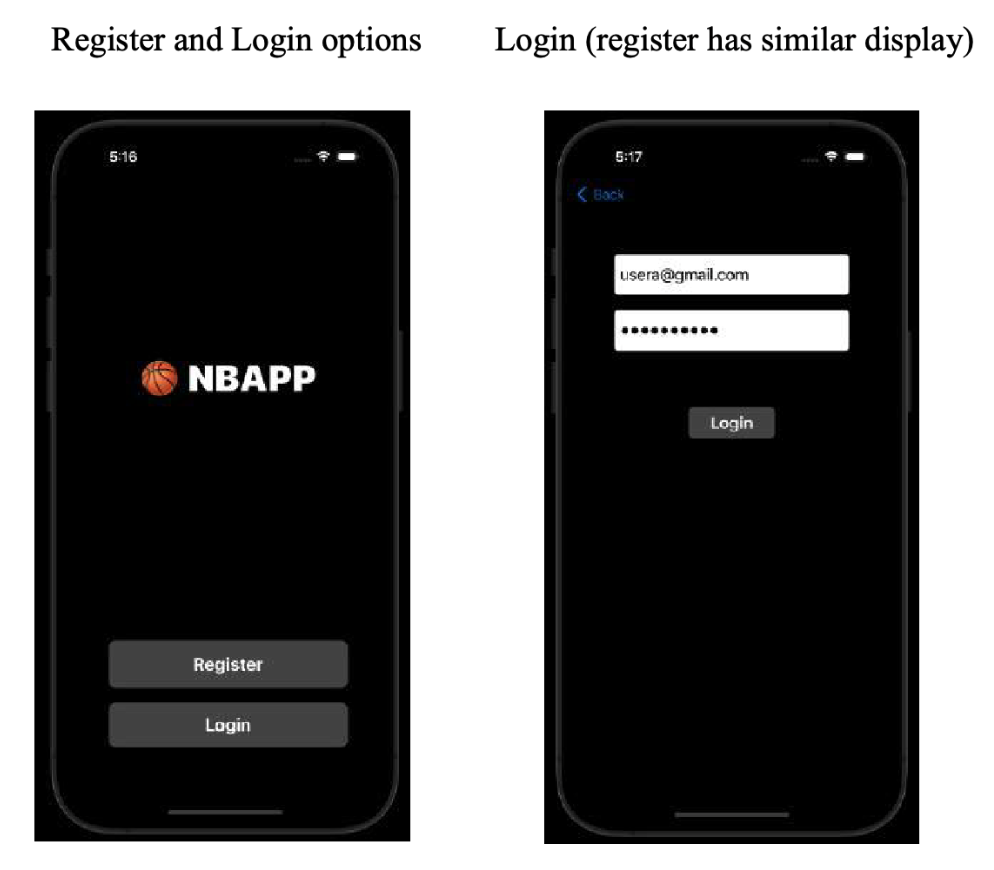 Register and Login options
Login (register has similar display)
5:16
NBAPP
Register
Login
5:17
Back
usera@gmail.com
••••••••••
Login